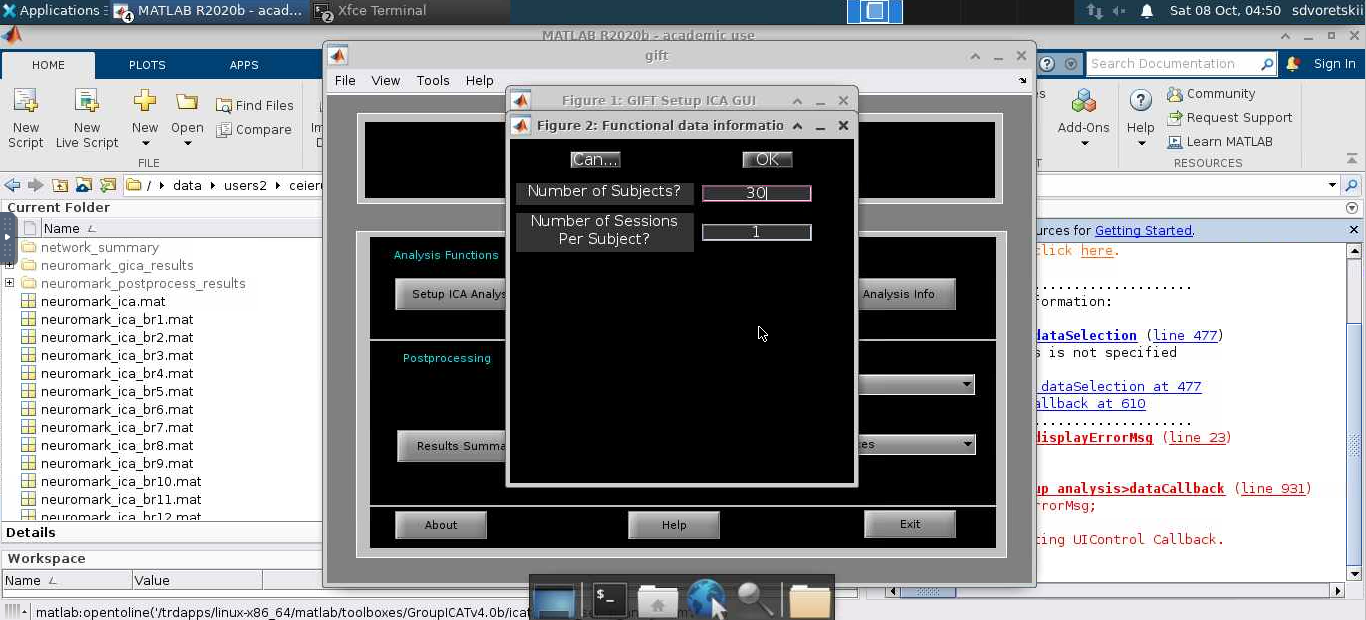 Applications
MATLAB R2020b - acad...
Xfce Terminal
Sat 08 Oct, 04:50
sdvoretskii
4
2
MATLAB R2020b - academic use
HOME
PLOTS
APPS
Search Documentation
Sign In
New
Script
New
Live Script
New
Open
Find Files
Compare
FILE
Add-Ons
Help
Community
Request Support
Learn MATLAB
RESOURCES
/ ▸ data ▸ users2 ▸ ceier
Current Folder
Name
network_summary
neuromark_gica_results
neuromark_postprocess_results
neuromark_ica.mat
neuromark_ica_br1.mat
neuromark_ica_br2.mat
neuromark_ica_br3.mat
neuromark_ica_br4.mat
neuromark_ica_br5.mat
neuromark_ica_br6.mat
neuromark_ica_br7.mat
neuromark_ica_br8.mat
neuromark_ica_br9.mat
neuromark_ica_br10.mat
neuromark_ica_br11.mat
neuromark_ica_br12.mat
Details
Workspace
Name
Value
matlab:opentoline('/trdapps/linux-x86_64/matlab/toolboxes/GroupICATv4.0b/icat
gift
File View Tools Help
Analysis Functions
Setup ICA Analys
Analysis Info
Postprocessing
Results Summa
ces
About
Help
Exit
Figure 1: GIFT Setup ICA GUI
Figure 2: Functional data informatio
Can...
OK
Number of Subjects?
30
Number of Sessions
Per Subject?
1
urces for Getting Started.
click here.
....................
formation:
dataSelection (line 477)
s is not specified
dataSelection at 477
allback at 610
....................
displayErrorMsg (line 23)
up_analysis>dataCallback (line 931)
rrorMsg;
ting UIControl Callback.